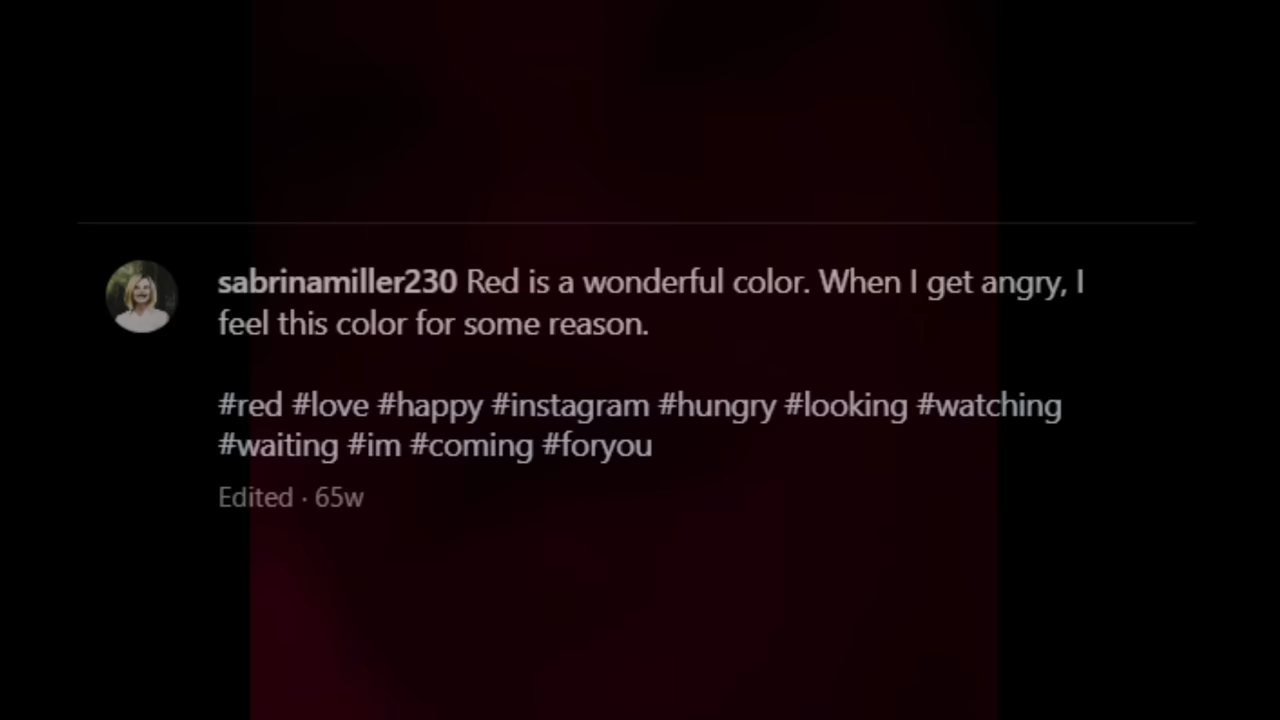 sabrinamiller230 Red is a wonderful color. When I get angry, I
feel this color for some reason.
#red #love #happy #instagram #hungry #looking #watching
#waiting #im #coming #foryou
Edited · 65w